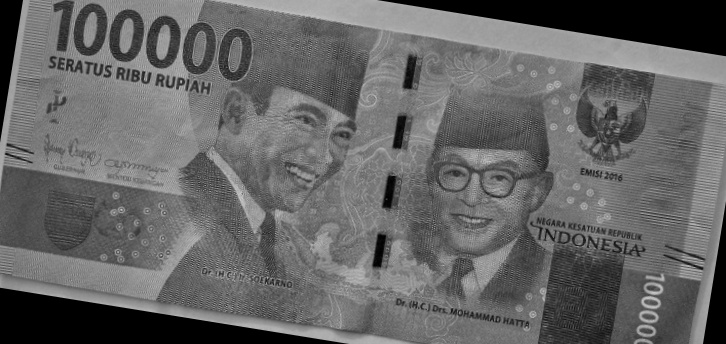 100000
SERATUS RIBU RUPIAH
EMISI 2016
GUBERNUR
MENTERI KEUANGAN
NEGARA KESATUAN REPUBLIK
INDONESIA
Dr. (H.C.) Ir. SOEKARNO
Dr. (H.C.) Drs. MOHAMMAD HATTA
100000